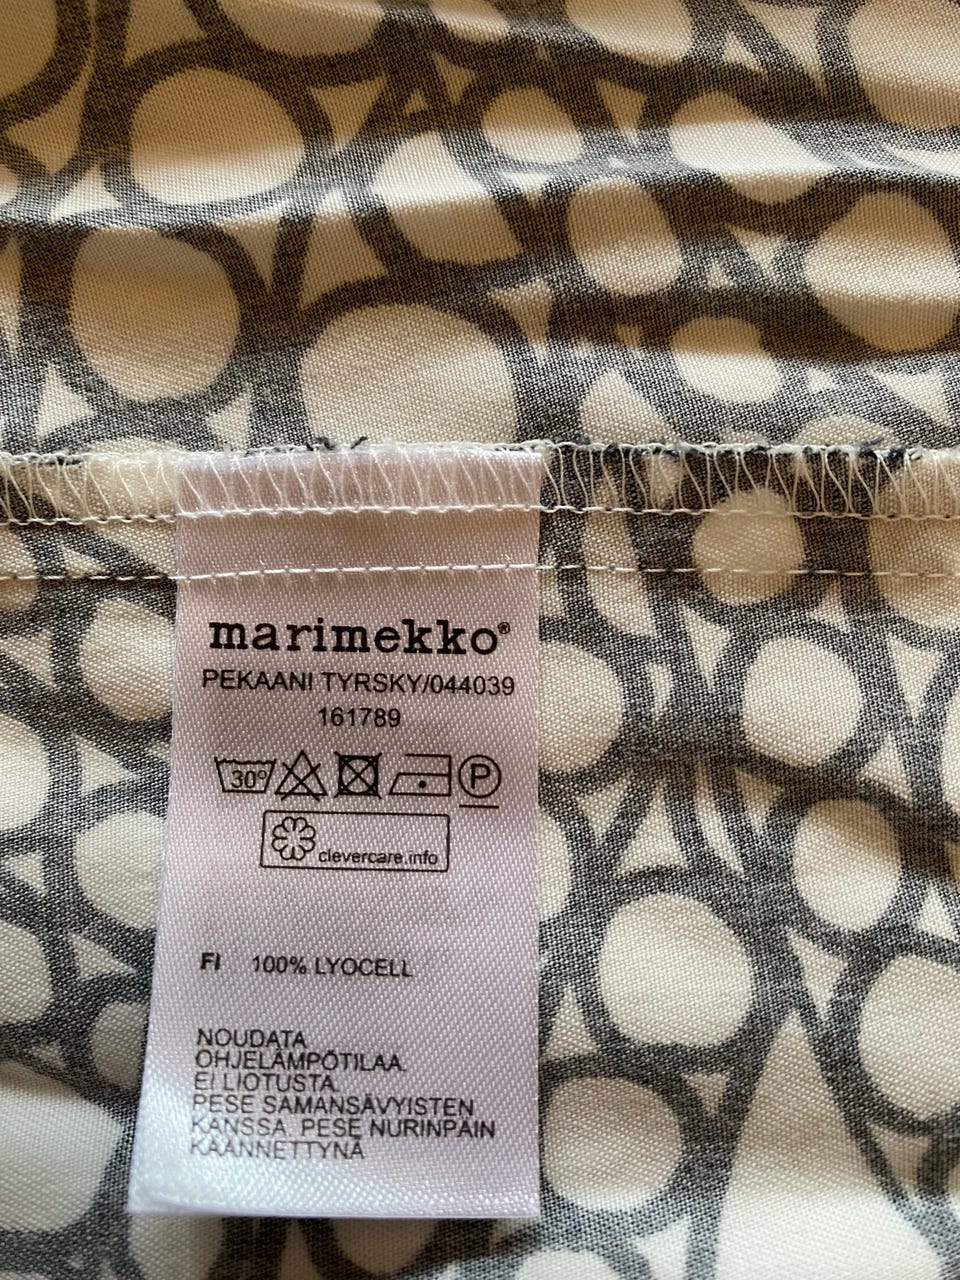 marimekko®
PEKAANI TYRSKY/044039
161789
30° P
clevercare.info
FI 100% LYOCELL
NOUDATA
OHJELÄMPÖTILAA.
EI LIOTUSTA.
PESE SAMANSÄVYISTEN
KANSSA. PESE NURINPÄIN
KÄÄNNETTYNÄ